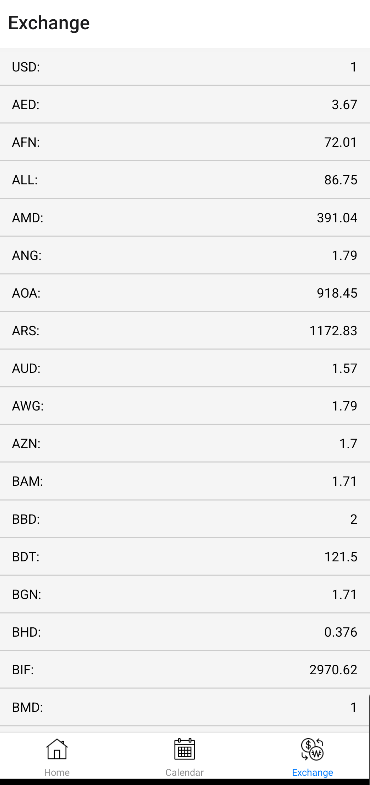 Exchange
USD: 1
AED: 3.67
AFN: 72.01
ALL: 86.75
AMD: 391.04
ANG: 1.79
AOA: 918.45
ARS: 1172.83
AUD: 1.57
AWG: 1.79
AZN: 1.7
BAM: 1.71
BBD: 2
BDT: 121.5
BGN: 1.71
BHD: 0.376
BIF: 2970.62
BMD: 1
Home Calendar Exchange